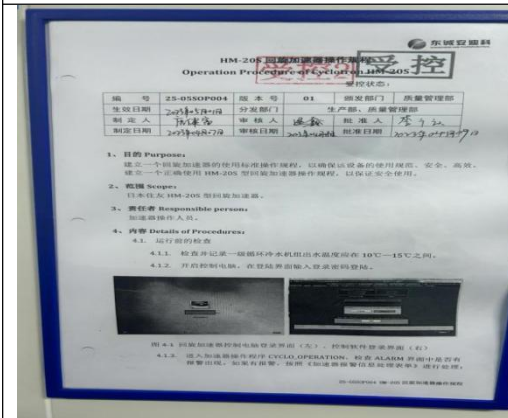 东诚安迪科
HM-20S 回旋加速器操作规程
Operation Procedure of Cyclotron HM-20S
受控2
受控
受控状态:
编 号 25-05SOP004 版 本 号 01 颁发部门 质量管理部
生效日期 分发部门 生产部、质量管理部
制 定 人 审 核 人 批 准 人
制定日期 审核日期 批准日期
1、 目的 Purpose:
建立一个回旋加速器的使用标准操作规程,以确保该设备的使用规范、安全、高效。
建立一个正确使用 HM-20S 型回旋加速器操作规程,以保证安全使用。
2、 范围 Scope:
日本住友 HM-20S 型回旋加速器。
3、 责任者 Responsible person:
加速器操作人员。
4、 内容 Details of Procedures:
4.1. 运行前的检查
4.1.1. 检查并记录一级循环冷水机组出水温度应在 10℃—15℃之间。
4.1.2. 开启控制电脑,在登陆界面输入登录密码登陆。
图 4.1 回旋加速器控制电脑登录界面(左)、控制软件登录界面(右)
4.1.3. 进入加速器操作程序 CYCLO_OPERATION,检查 ALARM 界面中是否有
报警出现,如果有报警,按照《加速器报警信息处理表单》进行处理;
25-05SOP004 HM-20S 回旋加速器操作规程